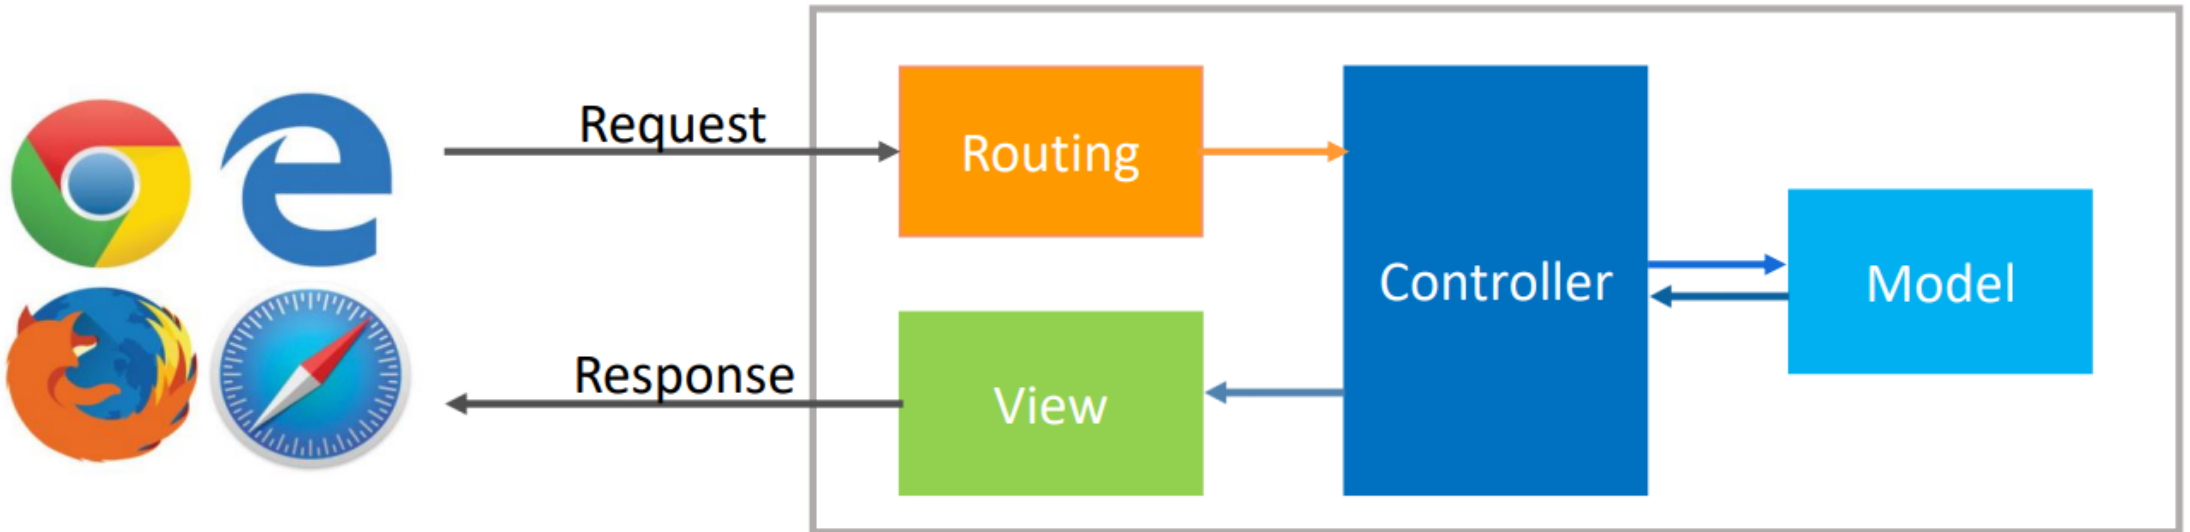 Request
Routing
Controller
Model
Response
View